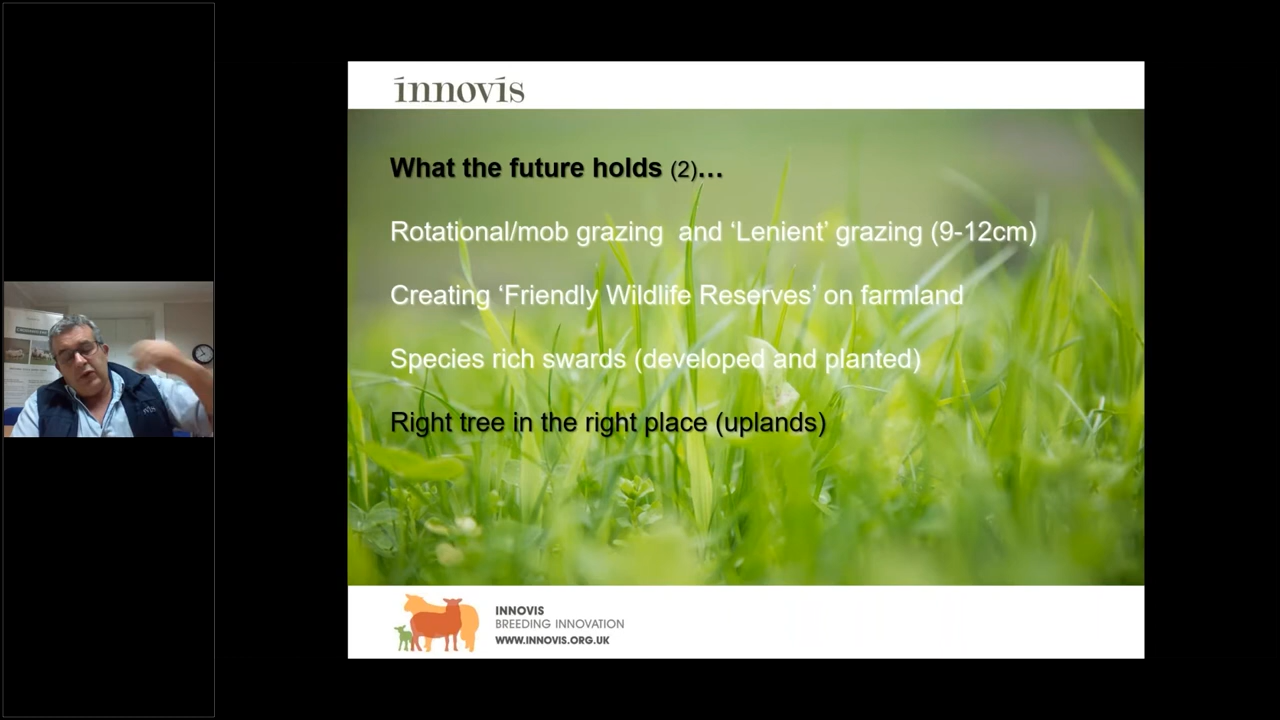 ínnovís
What the future holds (2)…
Rotational/mob grazing  and ‘Lenient’ grazing (9-12cm)
Creating ‘Friendly Wildlife Reserves’ on farmland
Species rich swards (developed and planted)
Right tree in the right place (uplands)
INNOVIS
BREEDING INNOVATION
WWW.INNOVIS.ORG.UK